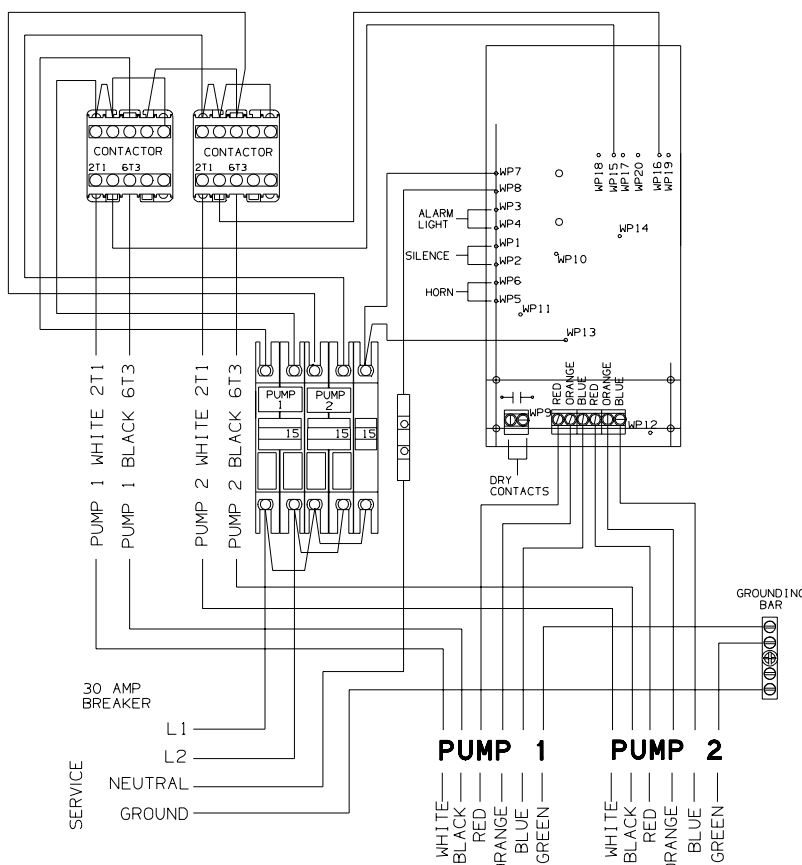 CONTACTOR
2T1 6T3
CONTACTOR
2T1 6T3
WP18
WP15
WP17
WP20
WP16
WP19
WP7
WP8
WP3
WP4
WP1
WP2
WP6
WP5
ALARM
LIGHT
SILENCE
HORN
WP14
WP10
WP11
WP13
RED
ORANGE
BLUE
RED
ORANGE
BLUE
WP9
WP12
DRY
CONTACTS
PUMP 1 WHITE 2T1
PUMP 1 BLACK 6T3
PUMP 2 WHITE 2T1
PUMP 2 BLACK 6T3
PUMP
1
PUMP
2
15
15
15
GROUNDING
BAR
30 AMP
BREAKER
SERVICE
L1
L2
NEUTRAL
GROUND
PUMP 1
WHITE
BLACK
RED
ORANGE
BLUE
GREEN
PUMP 2
WHITE
BLACK
RED
ORANGE
BLUE
GREEN